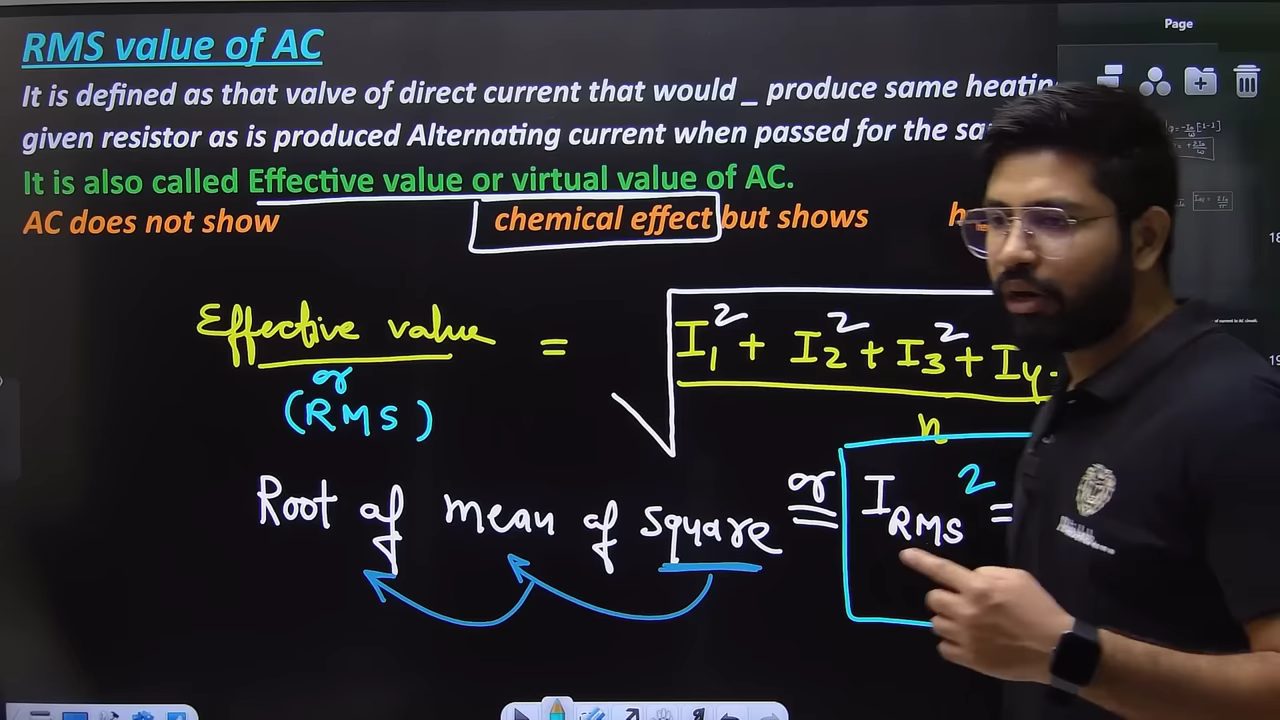 Page
RMS value of AC
It is defined as that valve of direct current that would _ produce same heatin
given resistor as is produced Alternating current when passed for the sa
It is also called Effective value or virtual value of AC.
AC does not show chemical effect but shows h
Effective value = √ I₁² + I₂² + I₃² + I₄.
n
or
(RMS)
Root of mean of square or I²RMS =